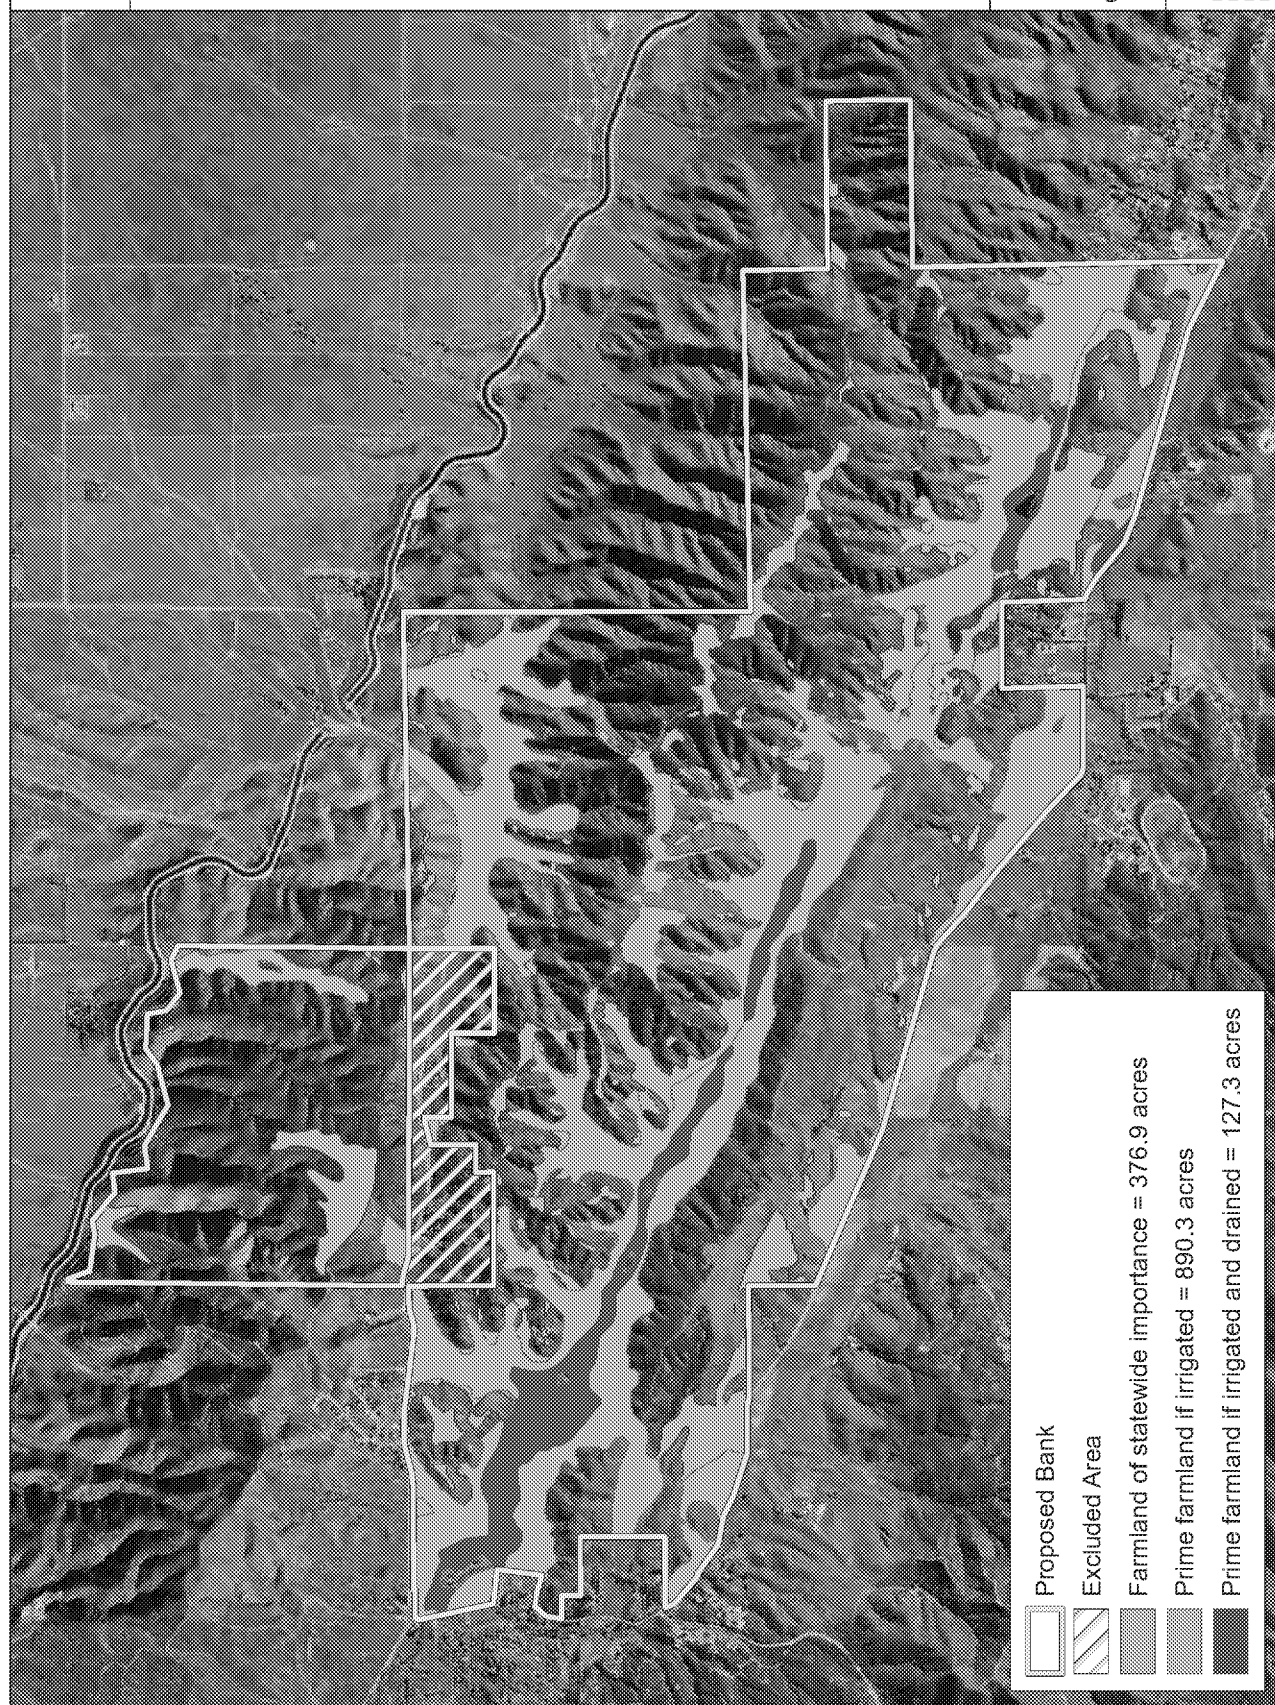 Proposed Bank
Excluded Area
Farmland of statewide importance = 376.9 acres
Prime farmland if irrigated = 890.3 acres
Prime farmland if irrigated and drained = 127.3 acres